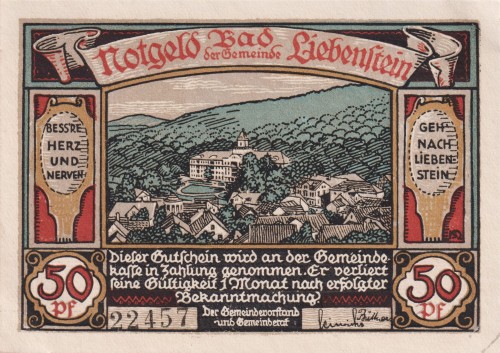 Notgeld Bad Liebenstein
der Gemeinde
BESS'RE
HERZ
UND
NERVEN
GEH'
NACH
LIEBEN-
STEIN
Dieser Gutschein wird an der Gemeinde-
kasse in Zahlung genommen. Er verliert
seine Gültigkeit 1 Monat nach erfolgter
Bekanntmachung.
50
Pf
50
Pf
22457
Der Gemeindevorstand
und Gemeinderat